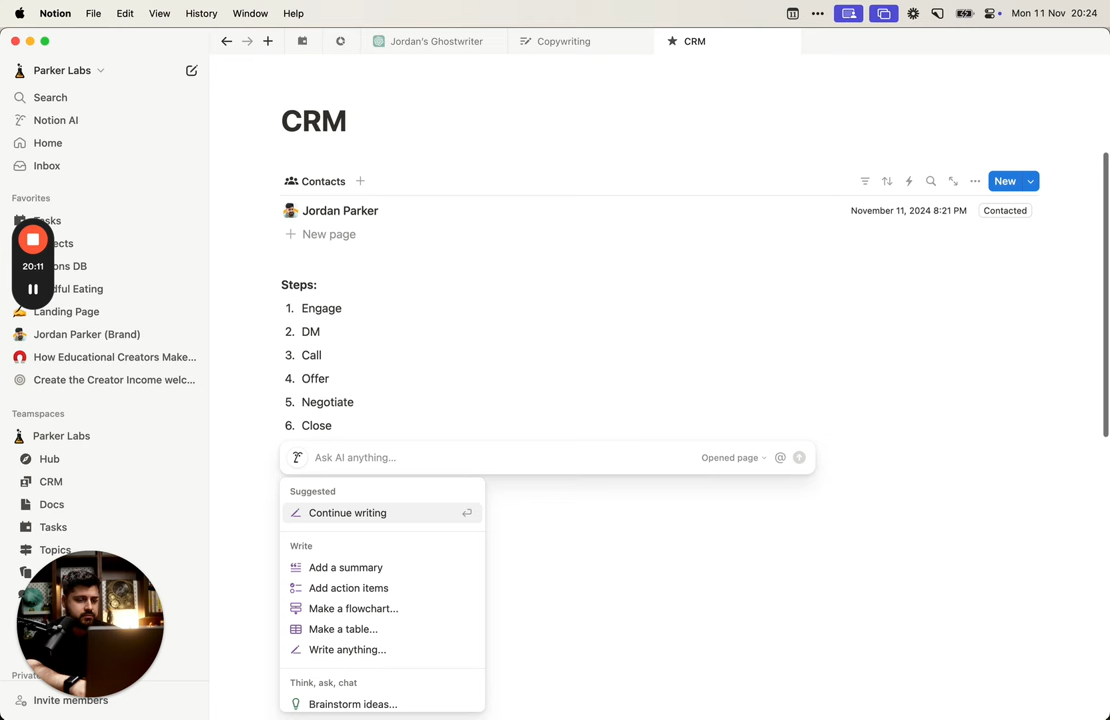 Notion File Edit View History Window Help
11
Mon 11 Nov 20:24
Jordan's Ghostwriter
Copywriting
CRM
Parker Labs
Search
Notion AI
Home
Inbox
Favorites
20:11
Landing Page
Jordan Parker (Brand)
How Educational Creators Make...
Create the Creator Income welc...
Teamspaces
Parker Labs
Hub
CRM
Docs
Tasks
Topics
Invite members
CRM
Contacts
New
Jordan Parker
November 11, 2024 8:21 PM
Contacted
New page
Steps:
1. Engage
2. DM
3. Call
4. Offer
5. Negotiate
6. Close
Ask AI anything...
Opened page
@
Suggested
Continue writing
Write
Add a summary
Add action items
Make a flowchart...
Make a table...
Write anything...
Think, ask, chat
Brainstorm ideas...